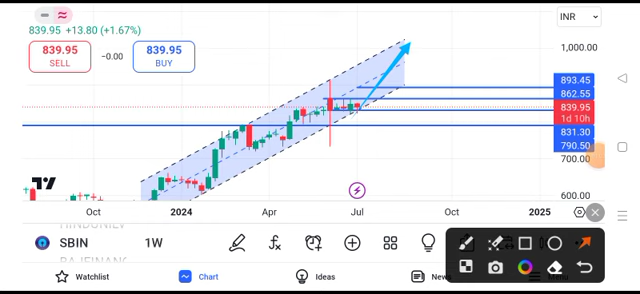 839.95 +13.80 (+1.67%)
INR
839.95
SELL
−0.00
839.95
BUY
1,000.00
893.45
862.55
839.95
1d 10h
831.30
790.50
700.00
600.00
Oct
2024
Apr
Jul
Oct
2025
SBIN
1W
Watchlist
Chart
Ideas
News